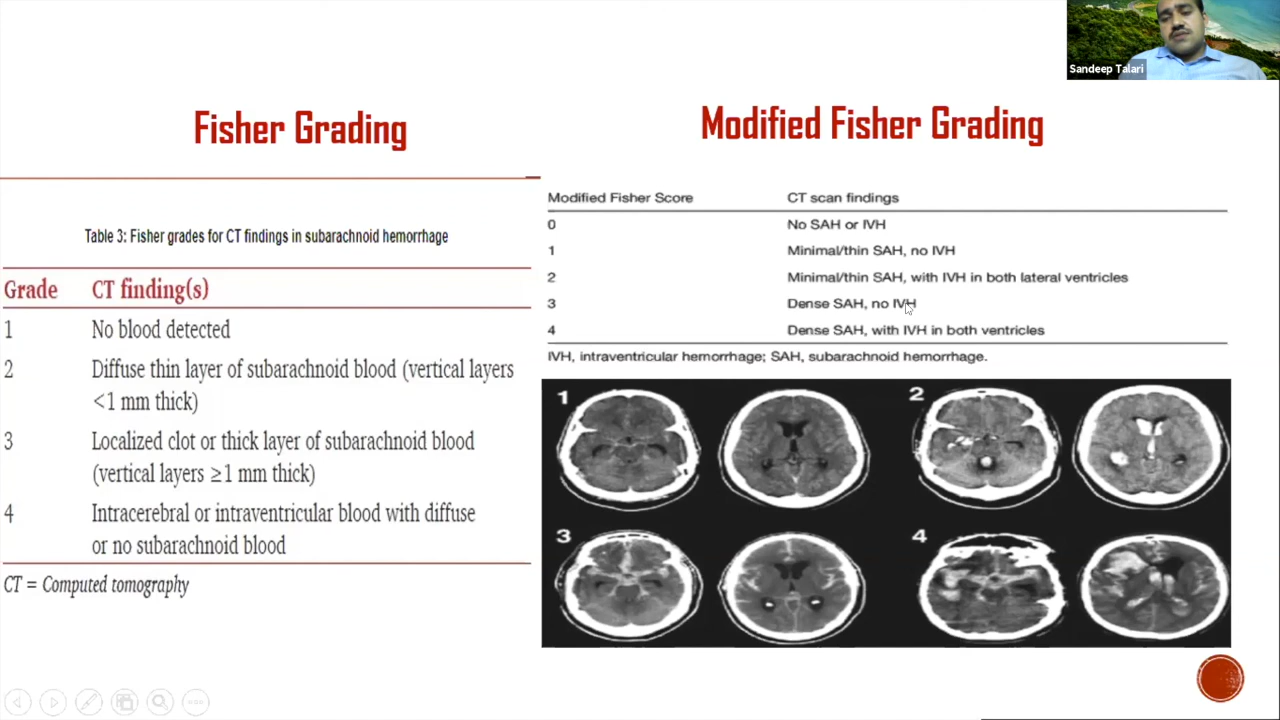 Sandeep Talari
Fisher Grading
Modified Fisher Grading
Table 3: Fisher grades for CT findings in subarachnoid hemorrhage
Grade CT finding(s)
1 No blood detected
2 Diffuse thin layer of subarachnoid blood (vertical layers
<1 mm thick)
3 Localized clot or thick layer of subarachnoid blood
(vertical layers ≥1 mm thick)
4 Intracerebral or intraventricular blood with diffuse
or no subarachnoid blood
CT = Computed tomography
Modified Fisher Score CT scan findings
0 No SAH or IVH
1 Minimal/thin SAH, no IVH
2 Minimal/thin SAH, with IVH in both lateral ventricles
3 Dense SAH, no IVH
4 Dense SAH, with IVH in both ventricles
IVH, intraventricular hemorrhage; SAH, subarachnoid hemorrhage.
1
2
3
4